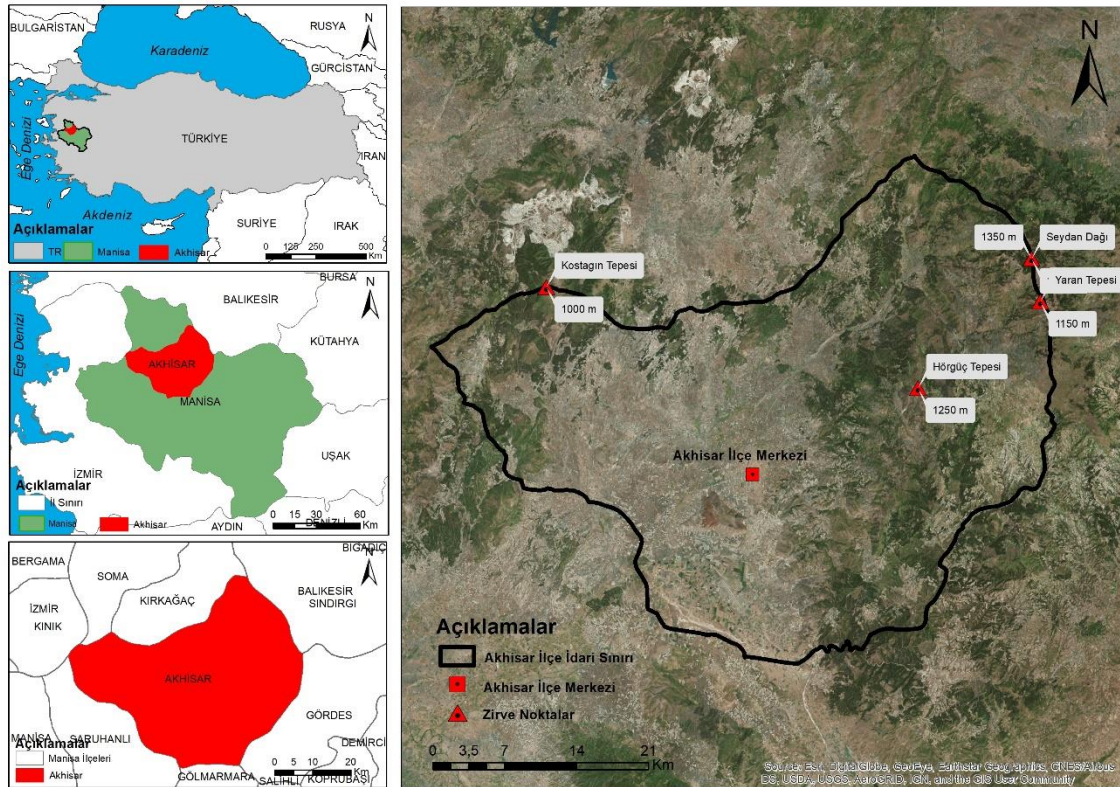 BULGARİSTAN
RUSYA
N
Karadeniz
GÜRCİSTAN
Ege Denizi
TÜRKİYE
IRAN
Akdeniz
SURİYE
IRAK
Açıklamalar
TR
Manisa
Akhisar
0 125 250 500
Km
BURSA
N
BALIKESİR
Ege Denizi
KÜTAHYA
AKHİSAR
MANİSA
UŞAK
İZMİR
Açıklamalar
İl Sınırı
Manisa
Akhisar
0 15 30 60
Km
AYDIN
DENİZLİ
BERGAMA
BİGADİÇ
N
SOMA
KIRKAĞAÇ
BALIKESİR
SINDIRGI
İZMİR
KINIK
AKHİSAR
GÖRDES
MANİSA
SARUHANLI
DEMİRCİ
Açıklamalar
Manisa İlçeleri
Akhisar
GÖLMARMARA
0 5 10 20
Km
SALİHLİ
KÖPRÜBAŞI
N
1350 m
Seydan Dağı
Kostagın Tepesi
Yaran Tepesi
1000 m
1150 m
Hörgüç Tepesi
1250 m
Akhisar İlçe Merkezi
Açıklamalar
Akhisar İlçe İdari Sınırı
Akhisar İlçe Merkezi
Zirve Noktalar
0 3,5 7 14 21
Km
Source: Esri, DigitalGlobe, GeoEye, Earthstar Geographics, CNES/Airbus
DS, USDA, USGS, AeroGRID, IGN, and the GIS User Community